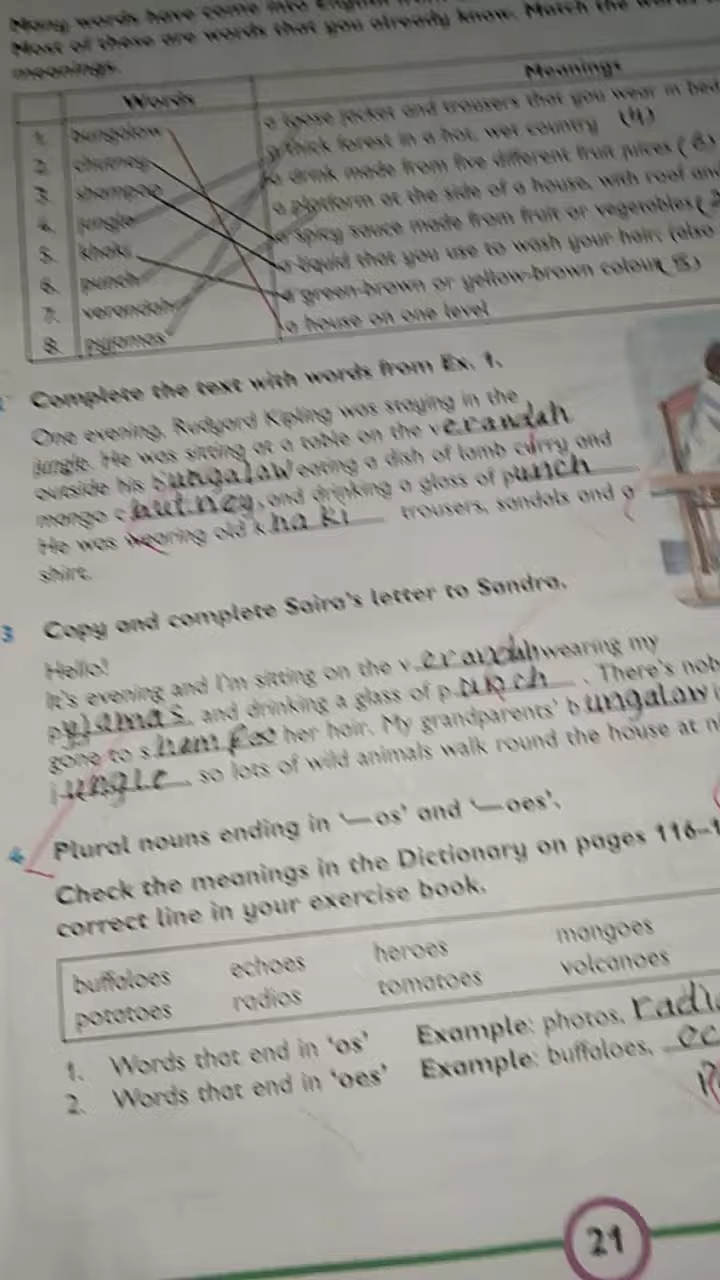 Many words have come into English from
Most of these are words that you already know. Match the words
meanings.
Words Meanings
1. bungalow a loose jacket and trousers that you wear in bed
2. chutney a thick forest in a hot, wet country (4)
3. shampoo a drink made from five different fruit juices (6)
4. jungle a platform at the side of a house, with roof and
5. khaki a spicy sauce made from fruit or vegetables (2
6. punch a liquid that you use to wash your hair; (also
7. verandah a green-brown or yellow-brown colour (5)
8. pyjamas a house on one level
Complete the text with words from Ex. 1.
One evening, Rudyard Kipling was staying in the
jungle. He was sitting at a table on the verandah
outside his bungalaw eating a dish of lamb curry and
mango chutney, and drinking a glass of punch
He was wearing old khaki trousers, sandals and a
shirt.
3 Copy and complete Saira's letter to Sandra.
Hello!
It's evening and I'm sitting on the verandah wearing my
pyjamas, and drinking a glass of punch. There's nob
gone to shampoo her hair. My grandparents' bungalow i
jungle, so lots of wild animals walk round the house at n
4 Plural nouns ending in '—os' and '—oes'.
Check the meanings in the Dictionary on pages 116-1
correct line in your exercise book.
buffaloes echoes heroes mangoes
potatoes radios tomatoes volcanoes
1. Words that end in 'os' Example: photos, radi
2. Words that end in 'oes' Example: buffaloes, ec
21